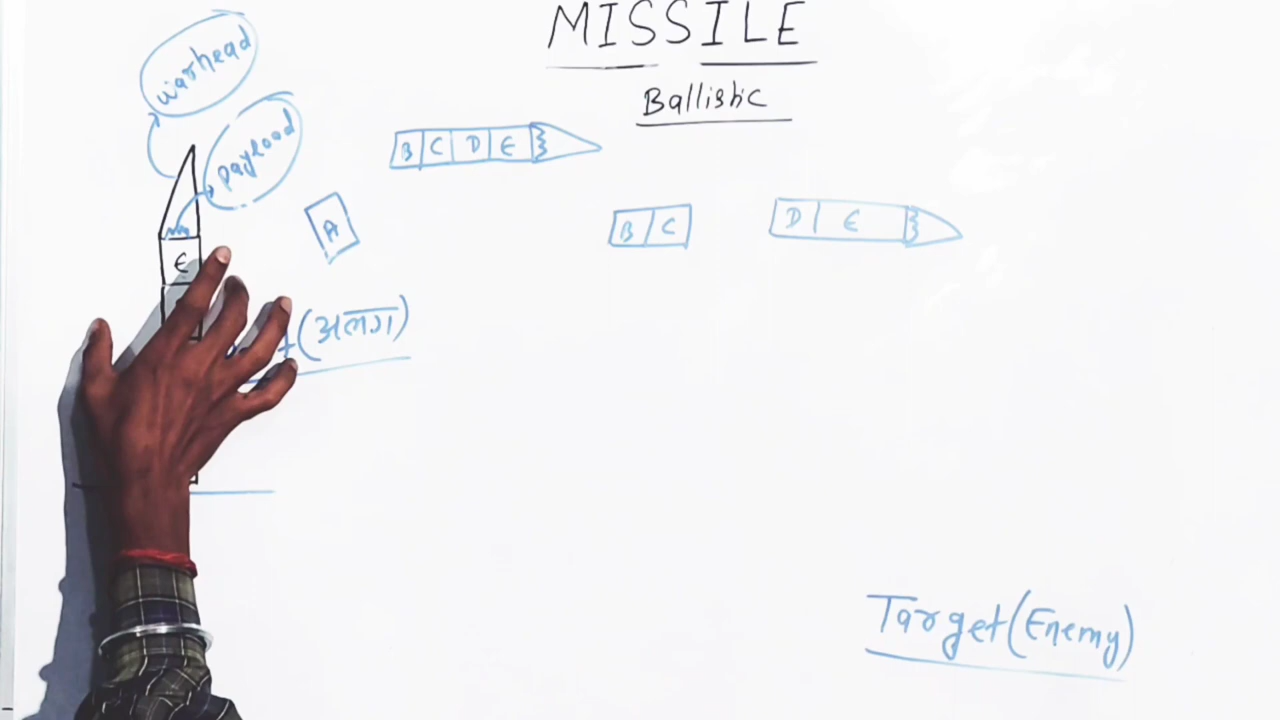 MISSILE
Ballistic
warhead
payload
B C D E
A
B C
D E
E
(अलग)
Target (Enemy)